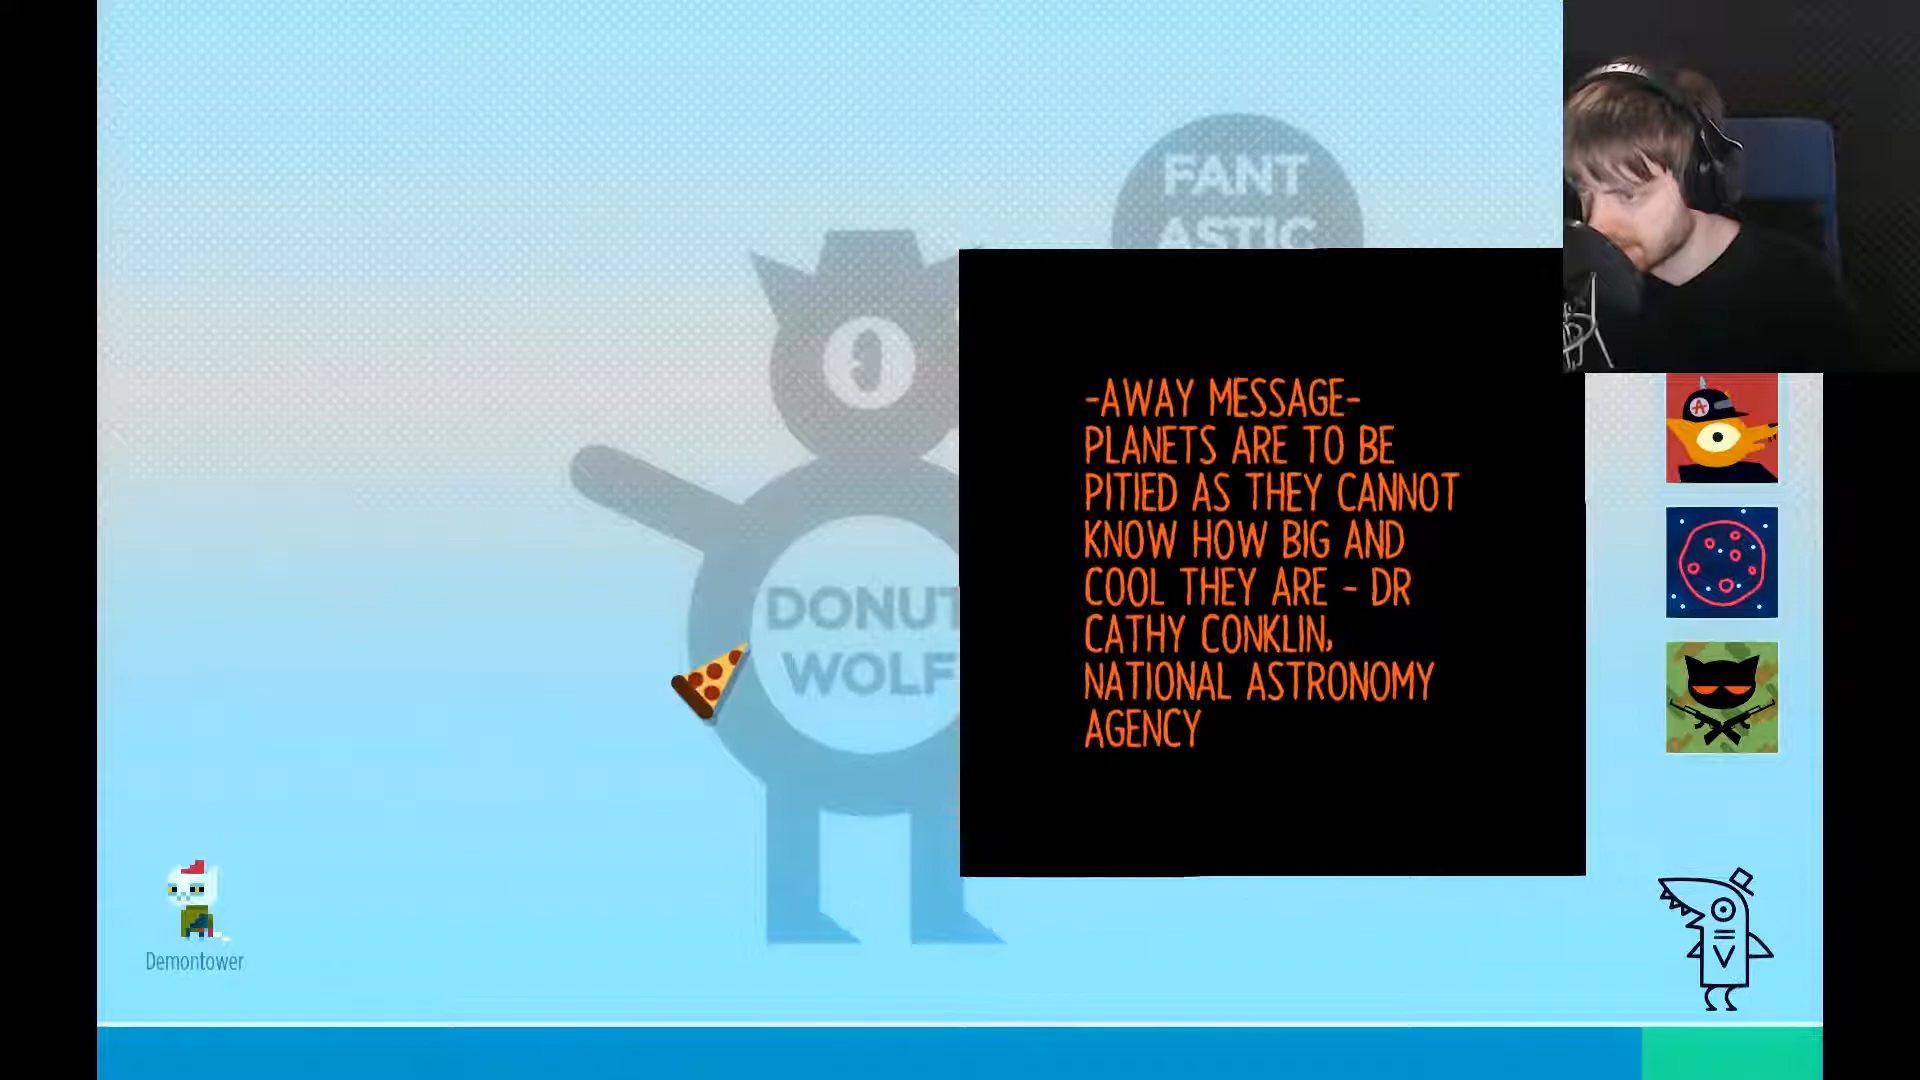 FANT
ASTIC
DONUT
WOLF
-AWAY MESSAGE-
PLANETS ARE TO BE
PITIED AS THEY CANNOT
KNOW HOW BIG AND
COOL THEY ARE - DR
CATHY CONKLIN,
NATIONAL ASTRONOMY
AGENCY
A
Demontower